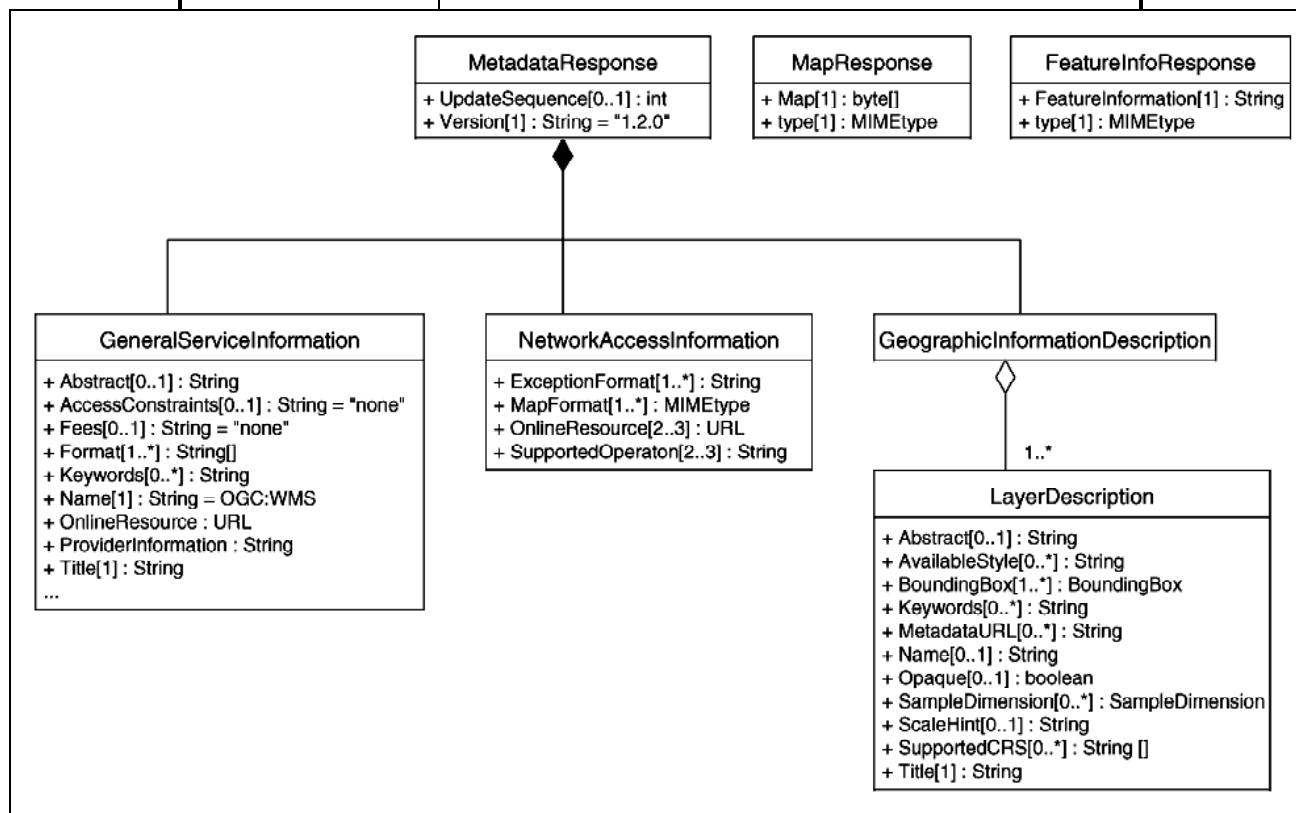 MetadataResponse
+ UpdateSequence[0..1] : int
+ Version[1] : String = "1.2.0"
MapResponse
+ Map[1] : byte[]
+ type[1] : MIMEtype
FeatureInfoResponse
+ FeatureInformation[1] : String
+ type[1] : MIMEtype
GeneralServiceInformation
+ Abstract[0..1] : String
+ AccessConstraints[0..1] : String = "none"
+ Fees[0..1] : String = "none"
+ Format[1..*] : String[]
+ Keywords[0..*] : String
+ Name[1] : String = OGC:WMS
+ OnlineResource : URL
+ ProviderInformation : String
+ Title[1] : String
...
NetworkAccessInformation
+ ExceptionFormat[1..*] : String
+ MapFormat[1..*] : MIMEtype
+ OnlineResource[2..3] : URL
+ SupportedOperaton[2..3] : String
GeographicInformationDescription
1..*
LayerDescription
+ Abstract[0..1] : String
+ AvailableStyle[0..*] : String
+ BoundingBox[1..*] : BoundingBox
+ Keywords[0..*] : String
+ MetadataURL[0..*] : String
+ Name[0..1] : String
+ Opaque[0..1] : boolean
+ SampleDimension[0..*] : SampleDimension
+ ScaleHint[0..1] : String
+ SupportedCRS[0..*] : String []
+ Title[1] : String